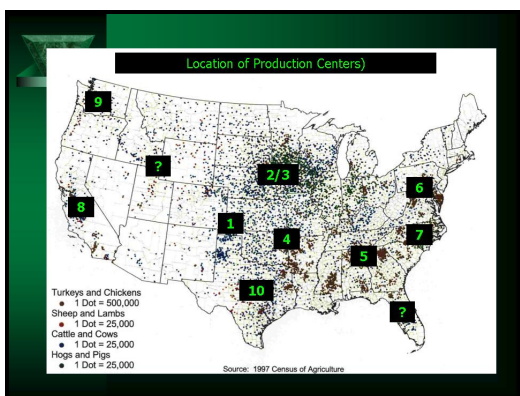 Location of Production Centers)
9
?
2/3
6
8
1
7
4
5
10
?
Turkeys and Chickens
1 Dot = 500,000
Sheep and Lambs
1 Dot = 25,000
Cattle and Cows
1 Dot = 25,000
Hogs and Pigs
1 Dot = 25,000
Source: 1997 Census of Agriculture